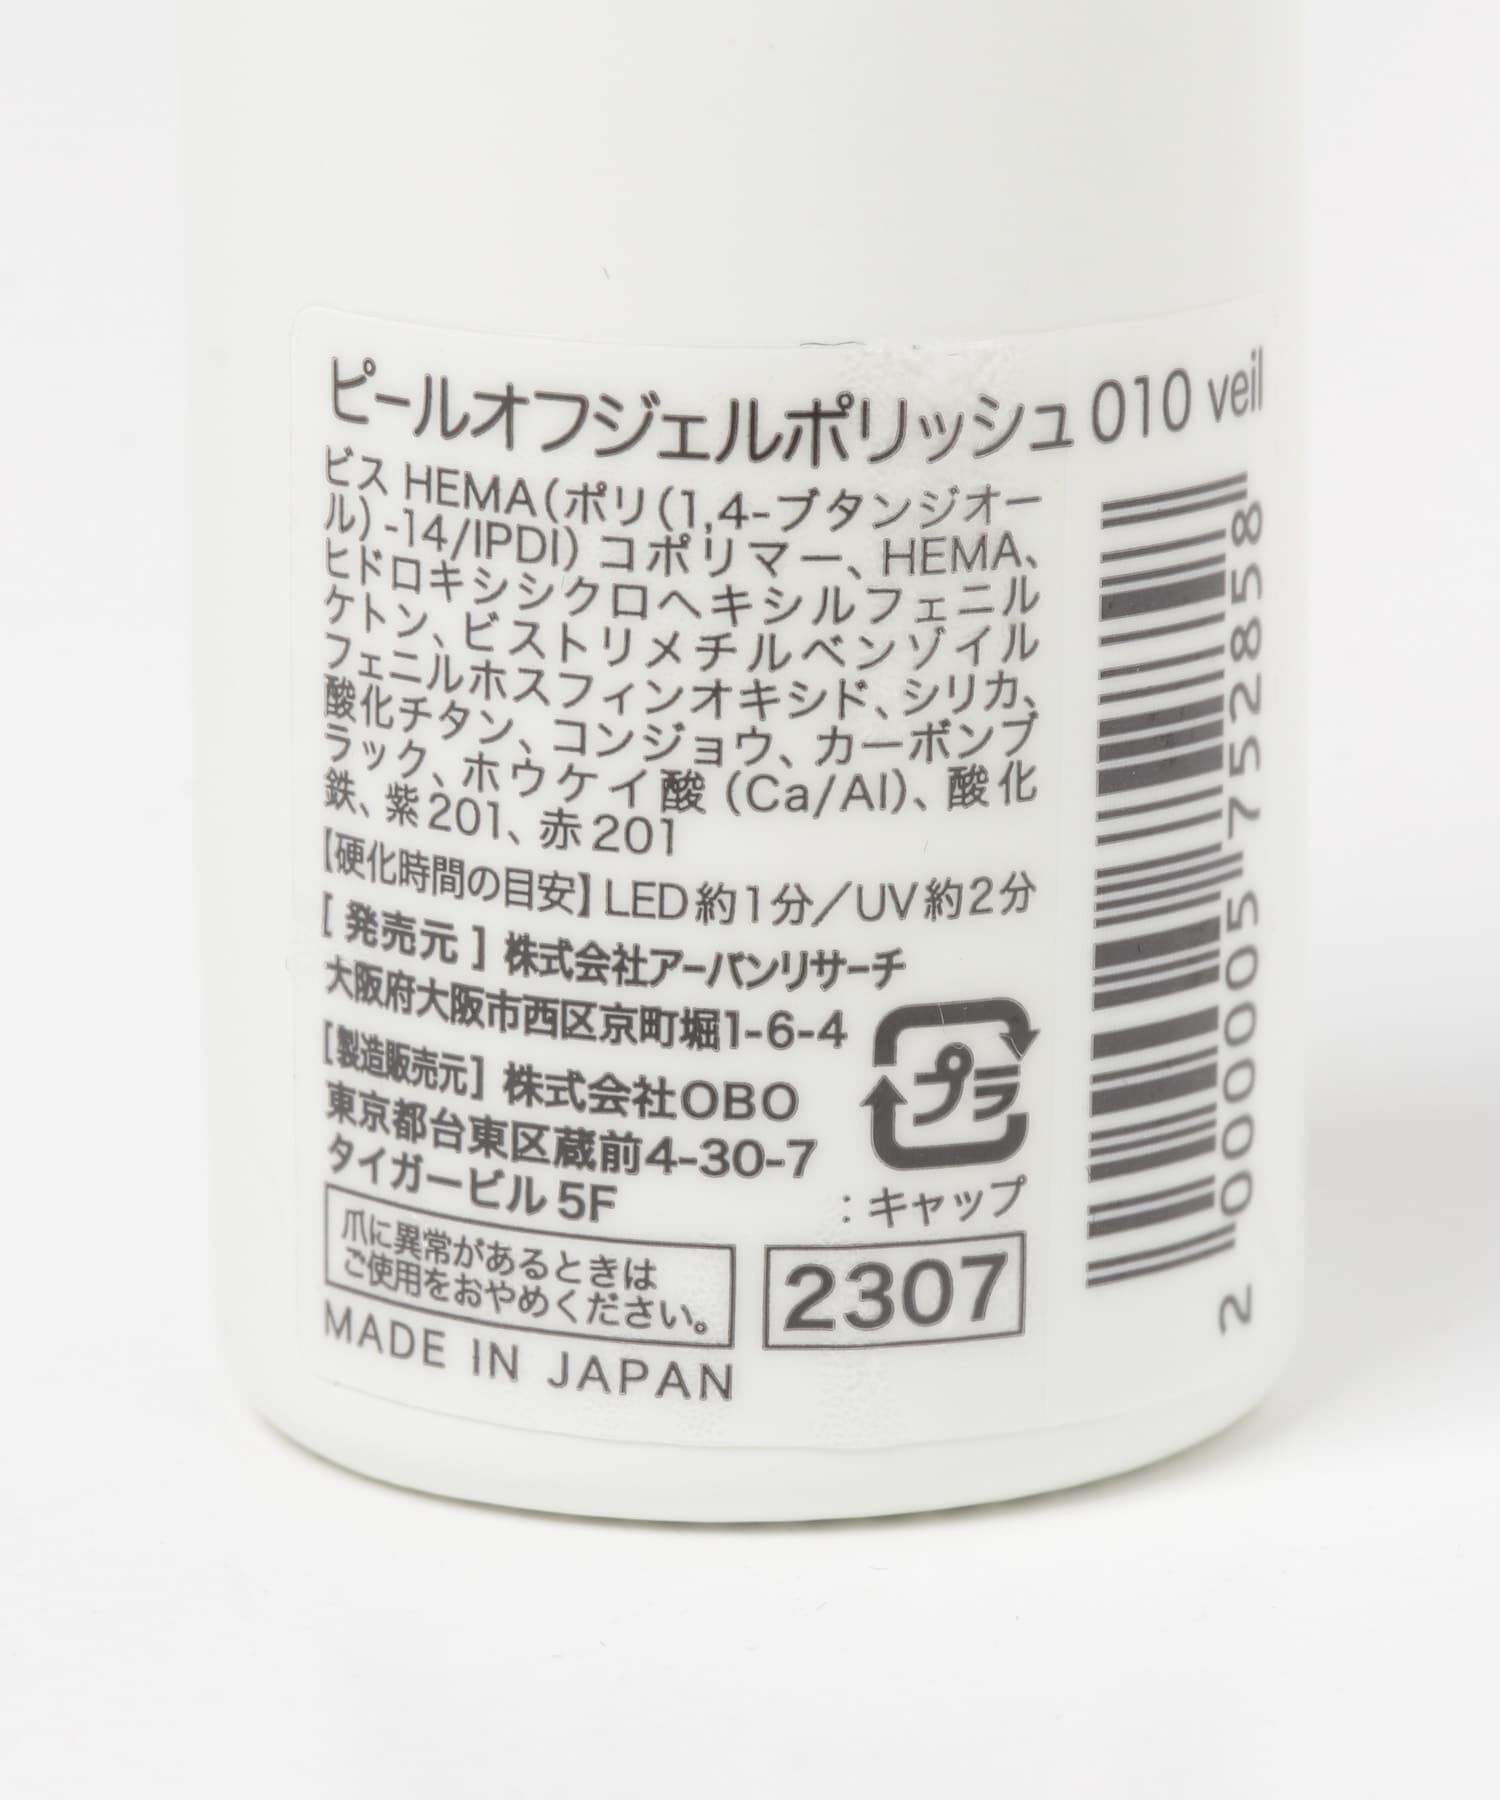 ピールオフジェルポリッシュ 010 veil
ビス HEMA(ポリ(1,4-ブタンジオー
ル)-14/IPDI) コポリマー、HEMA、
ヒドロキシシクロヘキシルフェニル
ケトン、ビストリメチルベンゾイル
フェニルホスフィンオキシド、シリカ、
酸化チタン、コンジョウ、カーボンブ
ラック、ホウケイ酸 (Ca/Al)、酸化
鉄、紫201、赤201
【硬化時間の目安】LED約1分／UV約2分
[ 発売元 ] 株式会社アーバンリサーチ
大阪府大阪市西区京町堀1-6-4
[製造販売元] 株式会社OBO
東京都台東区蔵前4-30-7
タイガービル 5F
プラ
: キャップ
爪に異常があるときは
ご使用をおやめください。
2307
MADE IN JAPAN
2 000057 528588